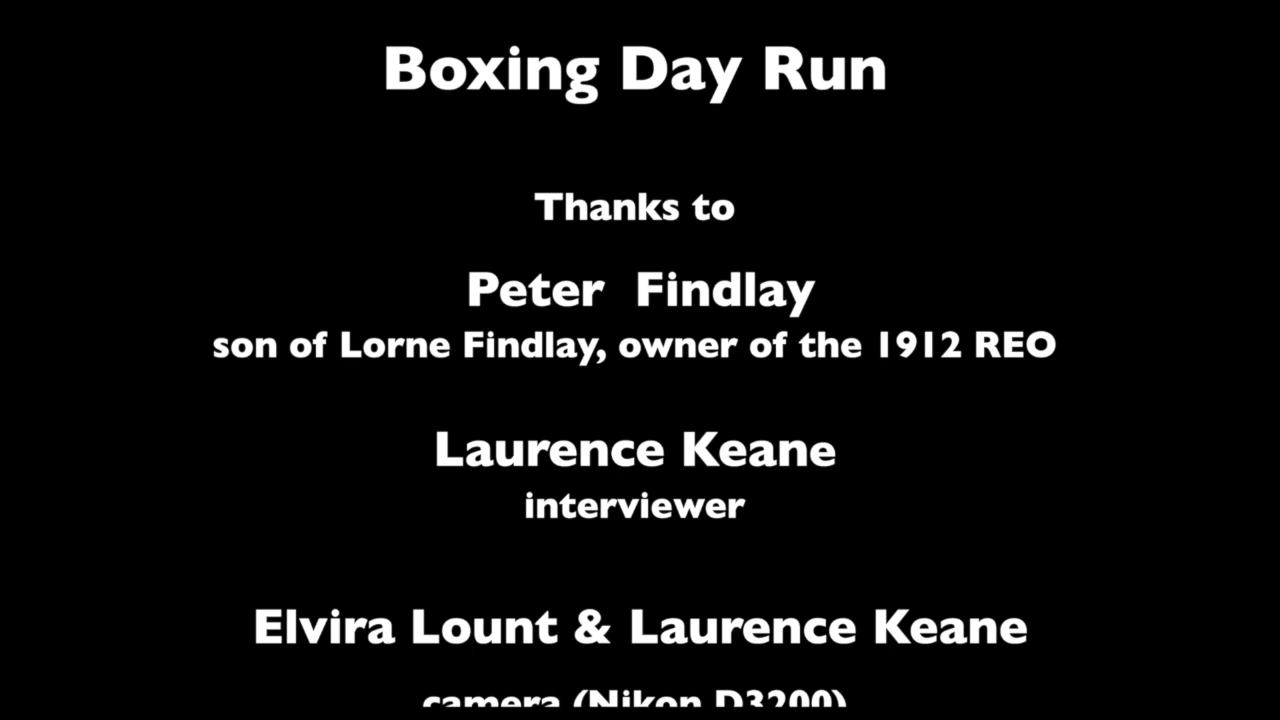 Boxing Day Run
Thanks to
Peter Findlay
son of Lorne Findlay, owner of the 1912 REO
Laurence Keane
interviewer
Elvira Lount & Laurence Keane
camera (Nikon D3200)